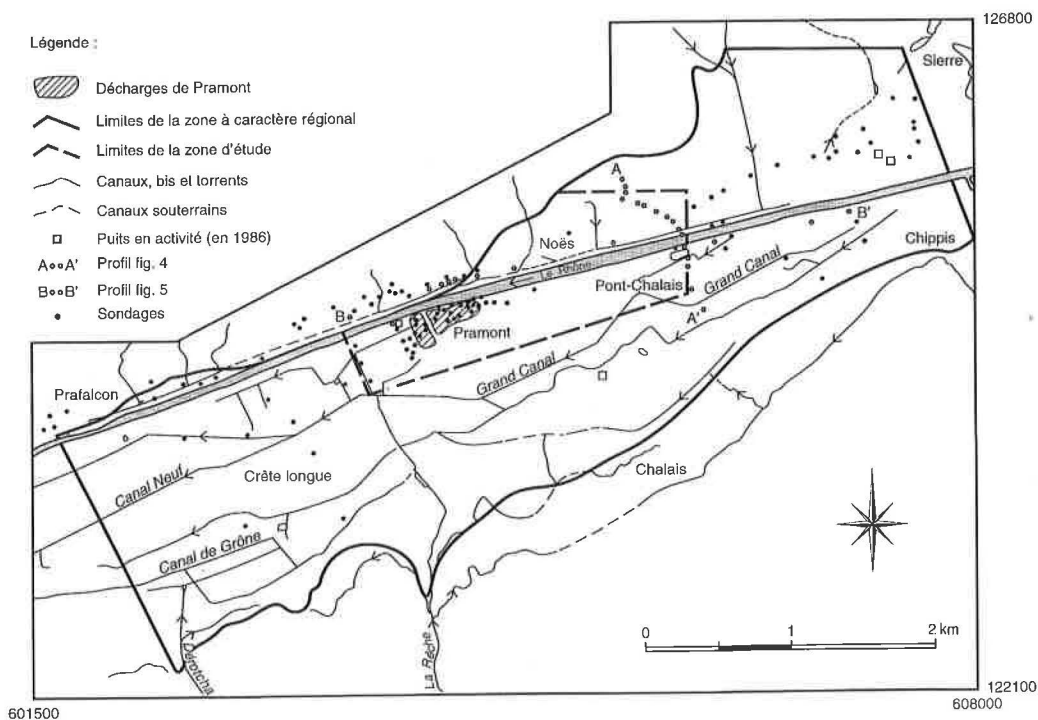 126800
Légende :
Décharges de Pramont
Limites de la zone à caractère régional
Limites de la zone d'étude
Canaux, bis et torrents
Canaux souterrains
Puits en activité (en 1986)
A A' Profil fig. 4
B B' Profil fig. 5
Sondages
Sierre
A
B'
Noës
Chippis
Le Rhône
Pont-Chalais
Grand Canal
B
Pramont
A'
Grand Canal
Prafalcon
Chalais
Canal Neuf
Crête longue
Canal de Grône
0 1 2 km
Dérotcha
La Rèche
122100
601500
608000